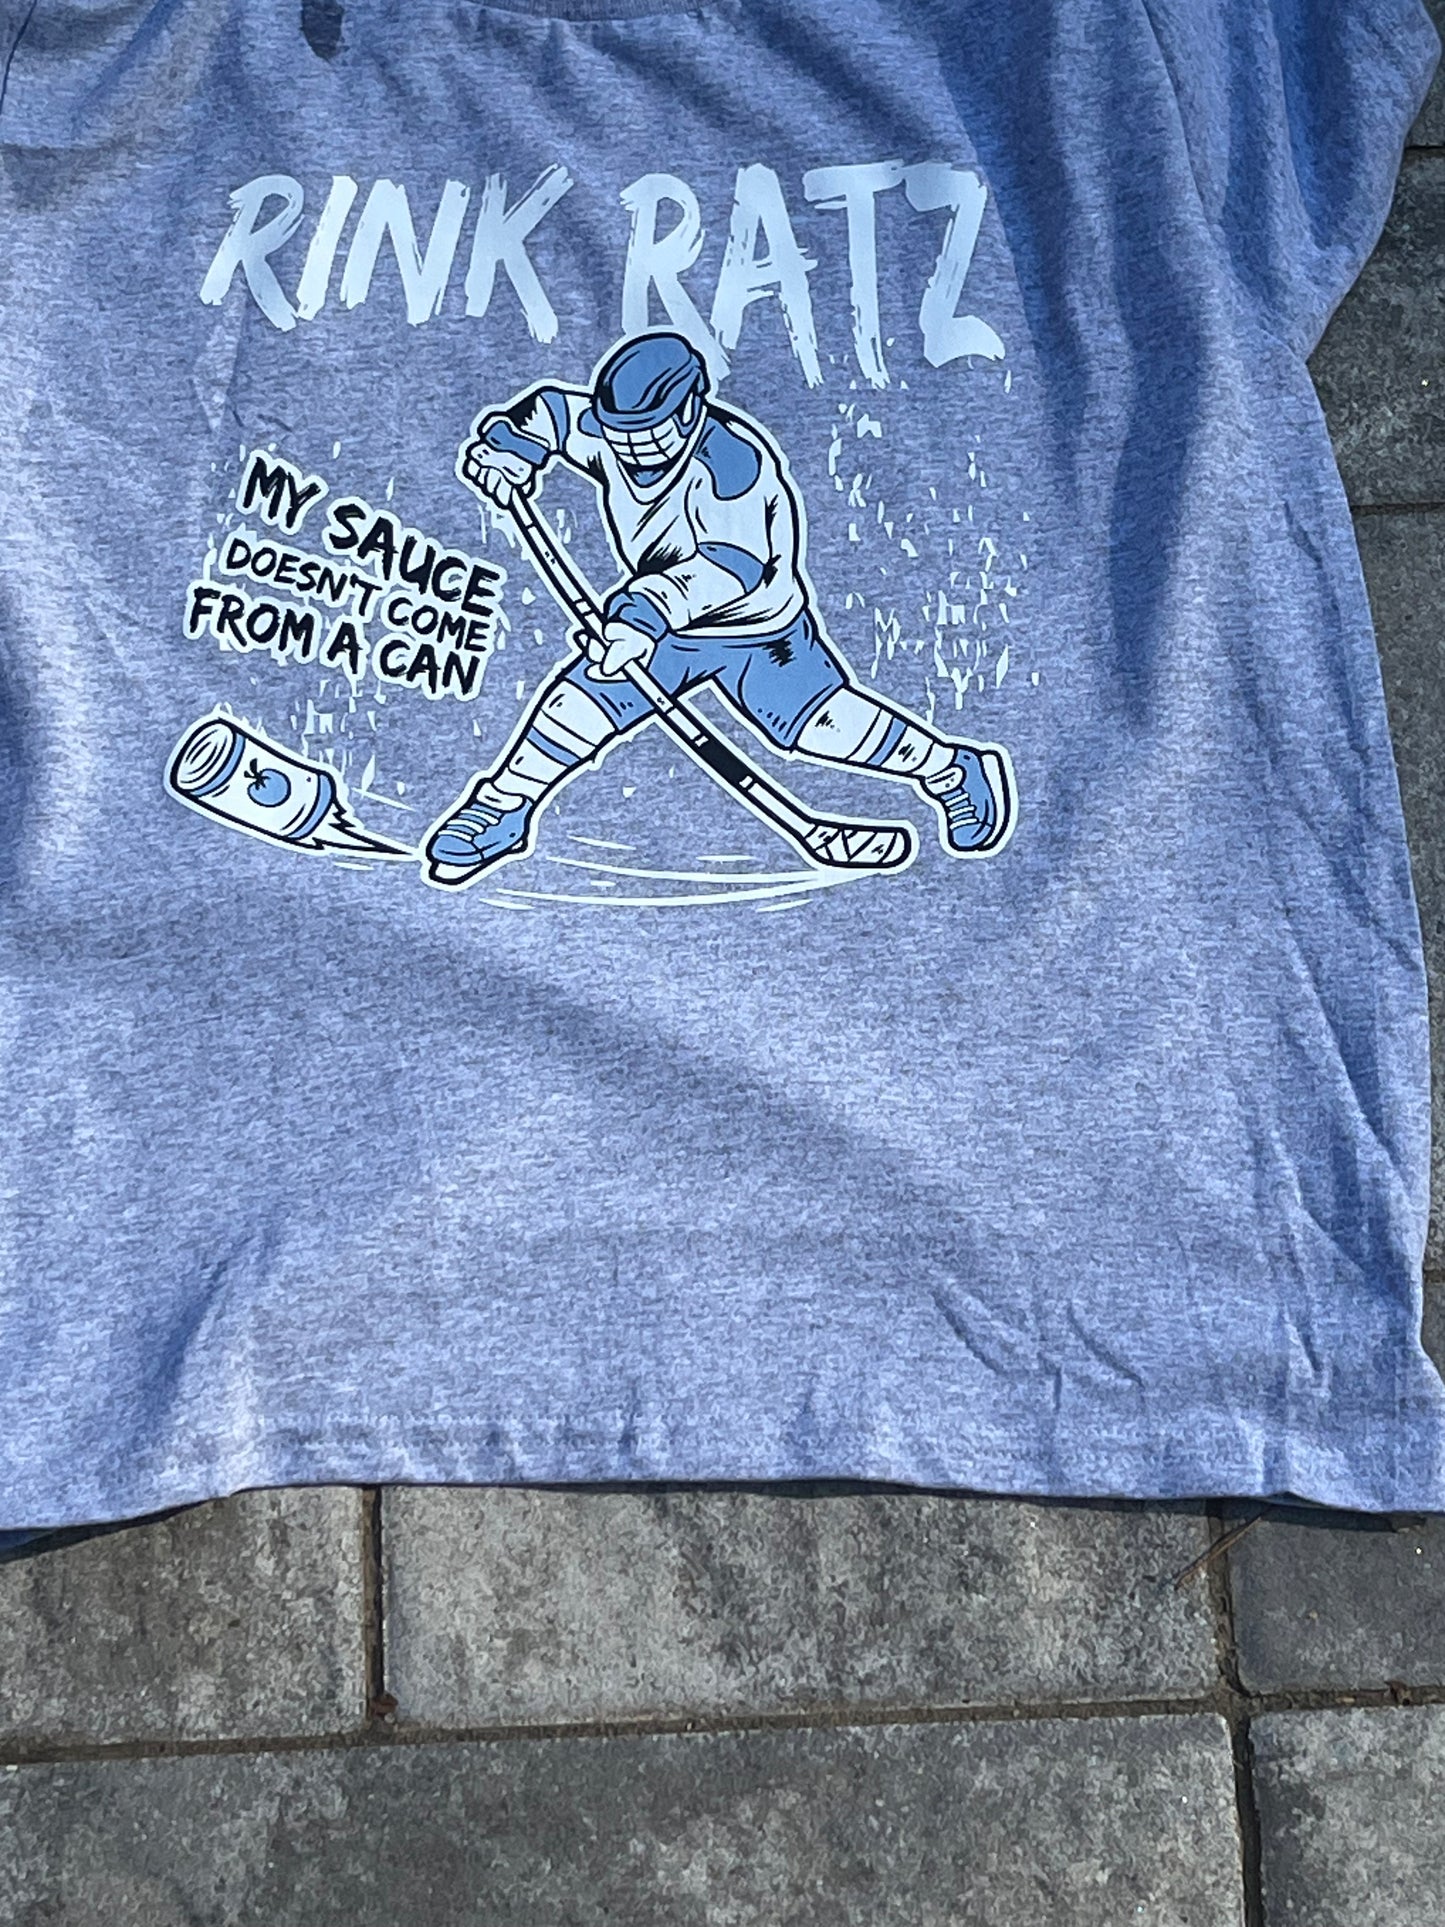 RINK RATZ
MY SAUCE
DOESN'T COME
FROM A CAN